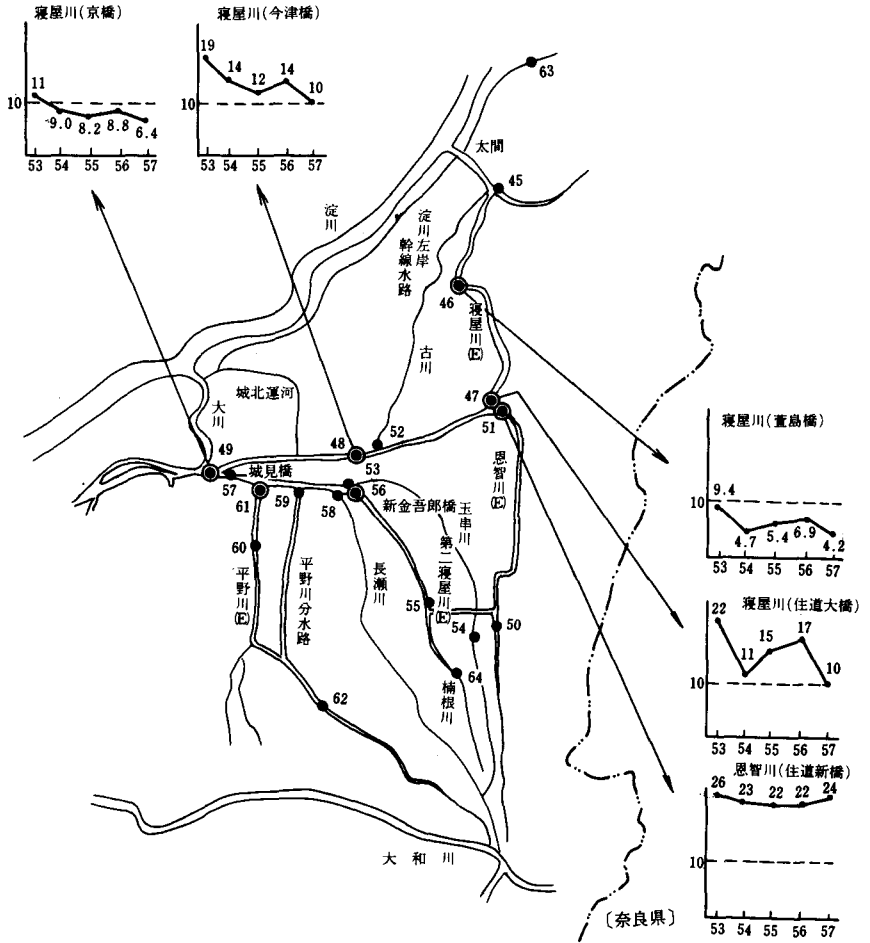 寝屋川(京橋)
11
10
9.0
8.2
8.8
6.4
53 54 55 56 57
寝屋川(今津橋)
19
14
12
14
10
10
53 54 55 56 57
63
太間
45
淀川
淀川左岸
幹線水路
46
寝屋川(E)
古川
城北運河
大川
47
51
52
48
49
53
城見橋
57
56
61
59
58
新金吾郎橋
玉串川
恩智川(E)
60
平野川(E)
平野川分水路
長瀬川
第二寝屋川(E)
55
54
50
64
楠根川
62
大和川
〔奈良県〕
寝屋川(萱島橋)
10
9.4
4.7
5.4
6.9
4.2
53 54 55 56 57
寝屋川(住道大橋)
22
11
15
17
10
10
53 54 55 56 57
恩智川(住道新橋)
26
23
22
22
24
10
53 54 55 56 57